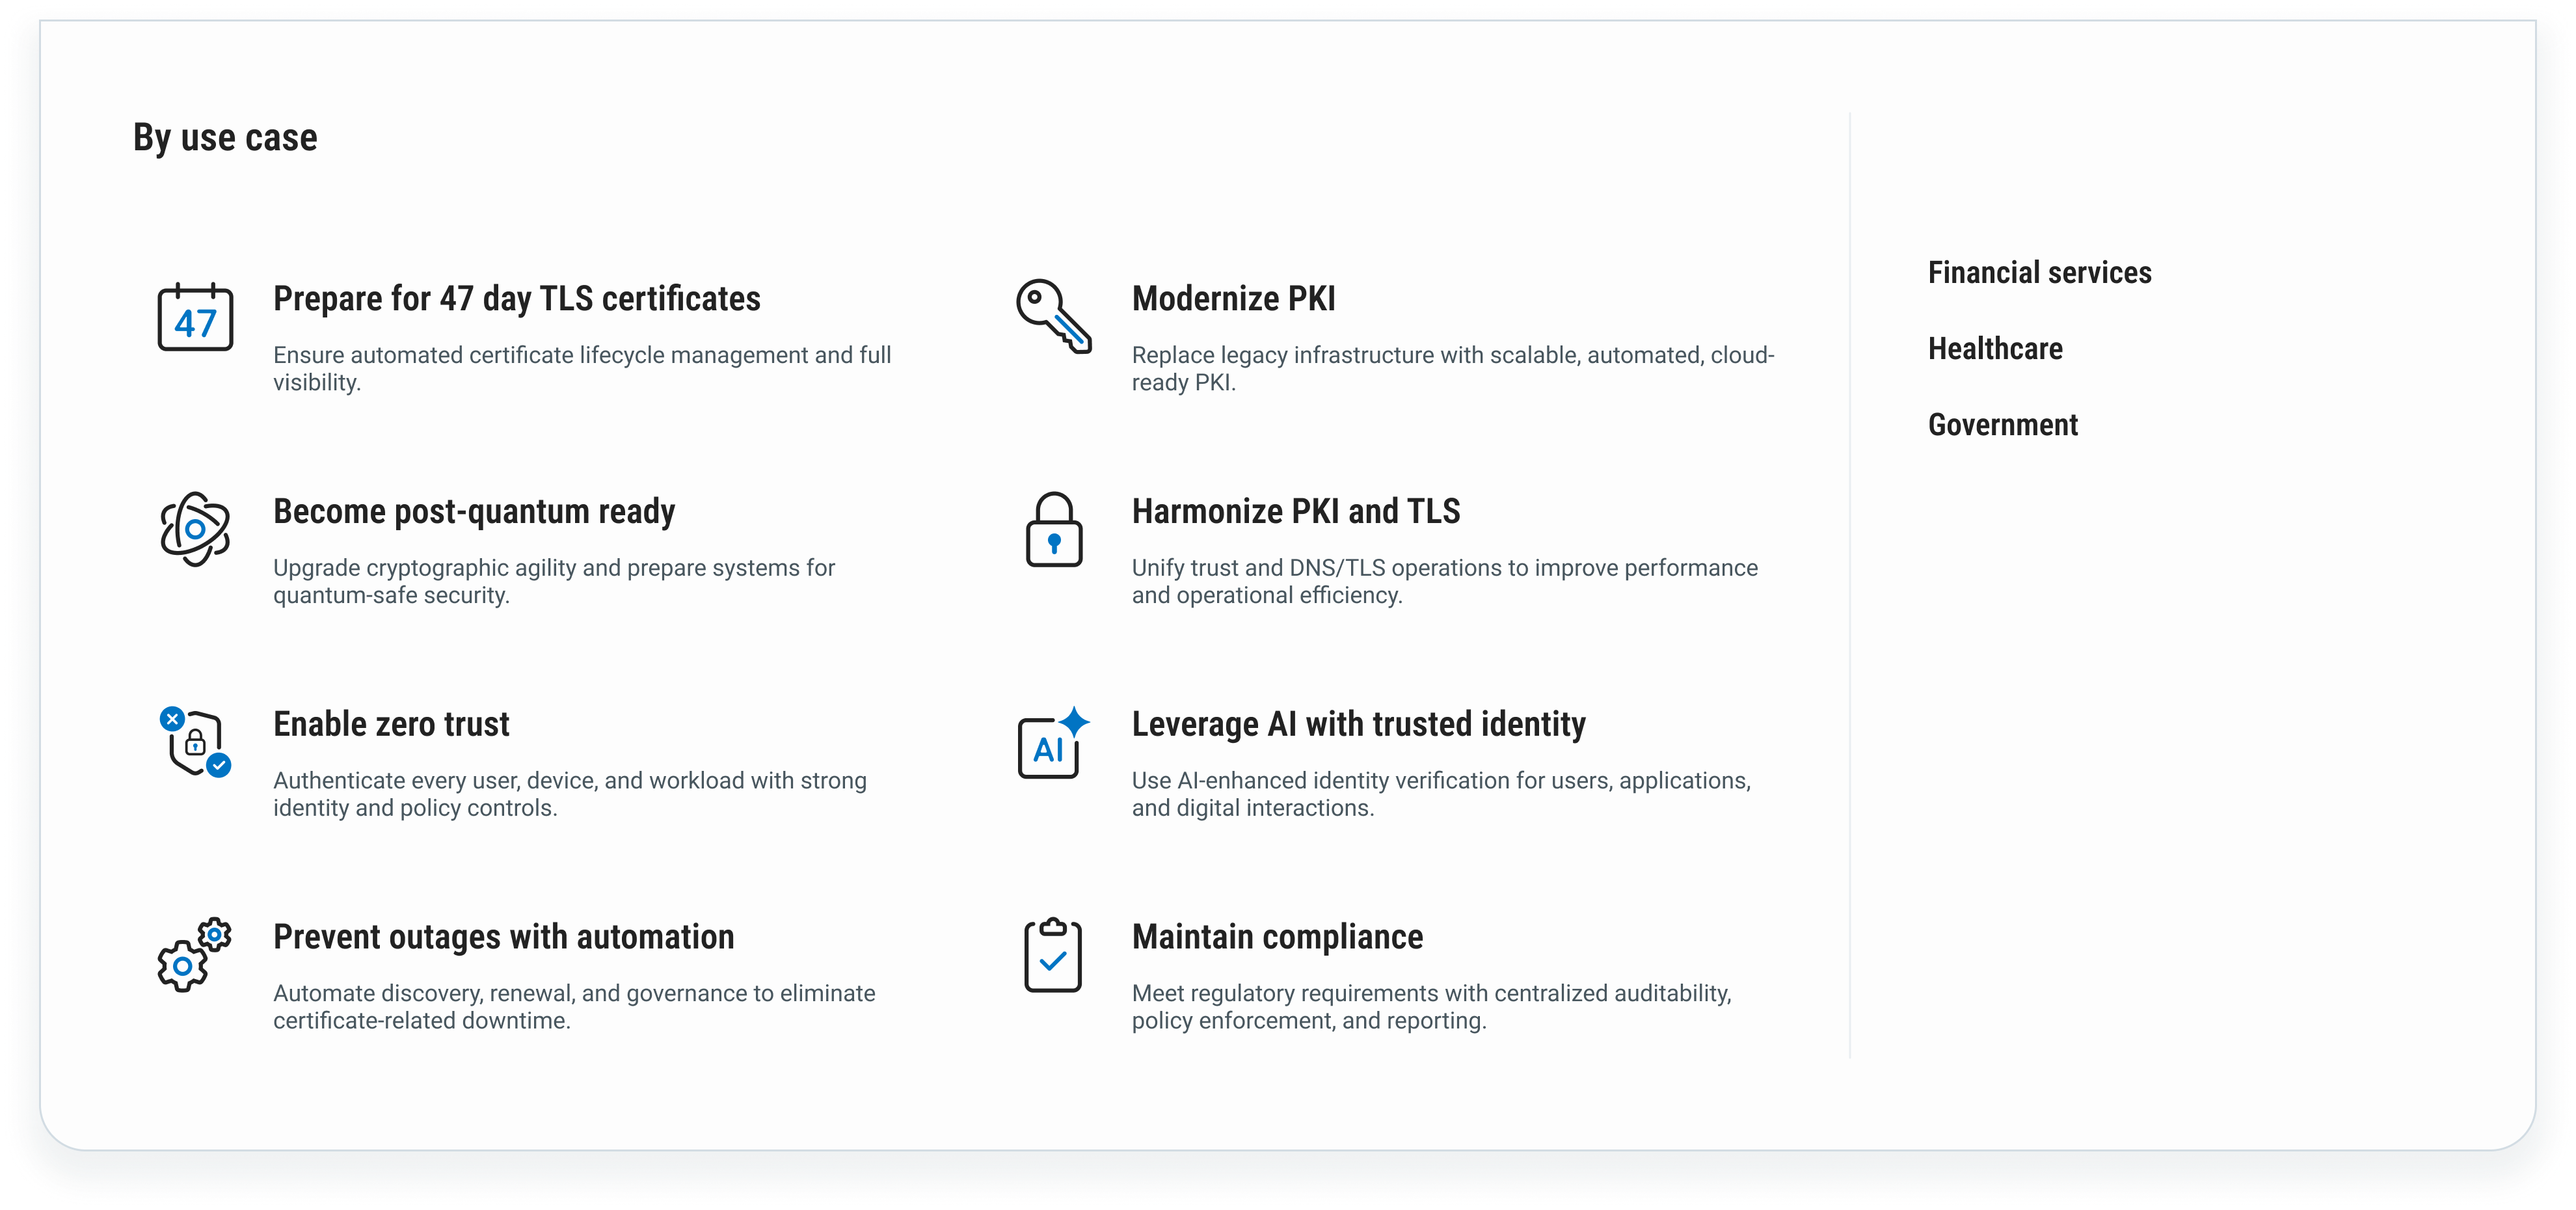 By use case
47
Prepare for 47 day TLS certificates
Ensure automated certificate lifecycle management and full
visibility.
Modernize PKI
Replace legacy infrastructure with scalable, automated, cloud-
ready PKI.
Become post-quantum ready
Upgrade cryptographic agility and prepare systems for
quantum-safe security.
Harmonize PKI and TLS
Unify trust and DNS/TLS operations to improve performance
and operational efficiency.
Enable zero trust
Authenticate every user, device, and workload with strong
identity and policy controls.
AI
Leverage AI with trusted identity
Use AI-enhanced identity verification for users, applications,
and digital interactions.
Prevent outages with automation
Automate discovery, renewal, and governance to eliminate
certificate-related downtime.
Maintain compliance
Meet regulatory requirements with centralized auditability,
policy enforcement, and reporting.
Financial services
Healthcare
Government